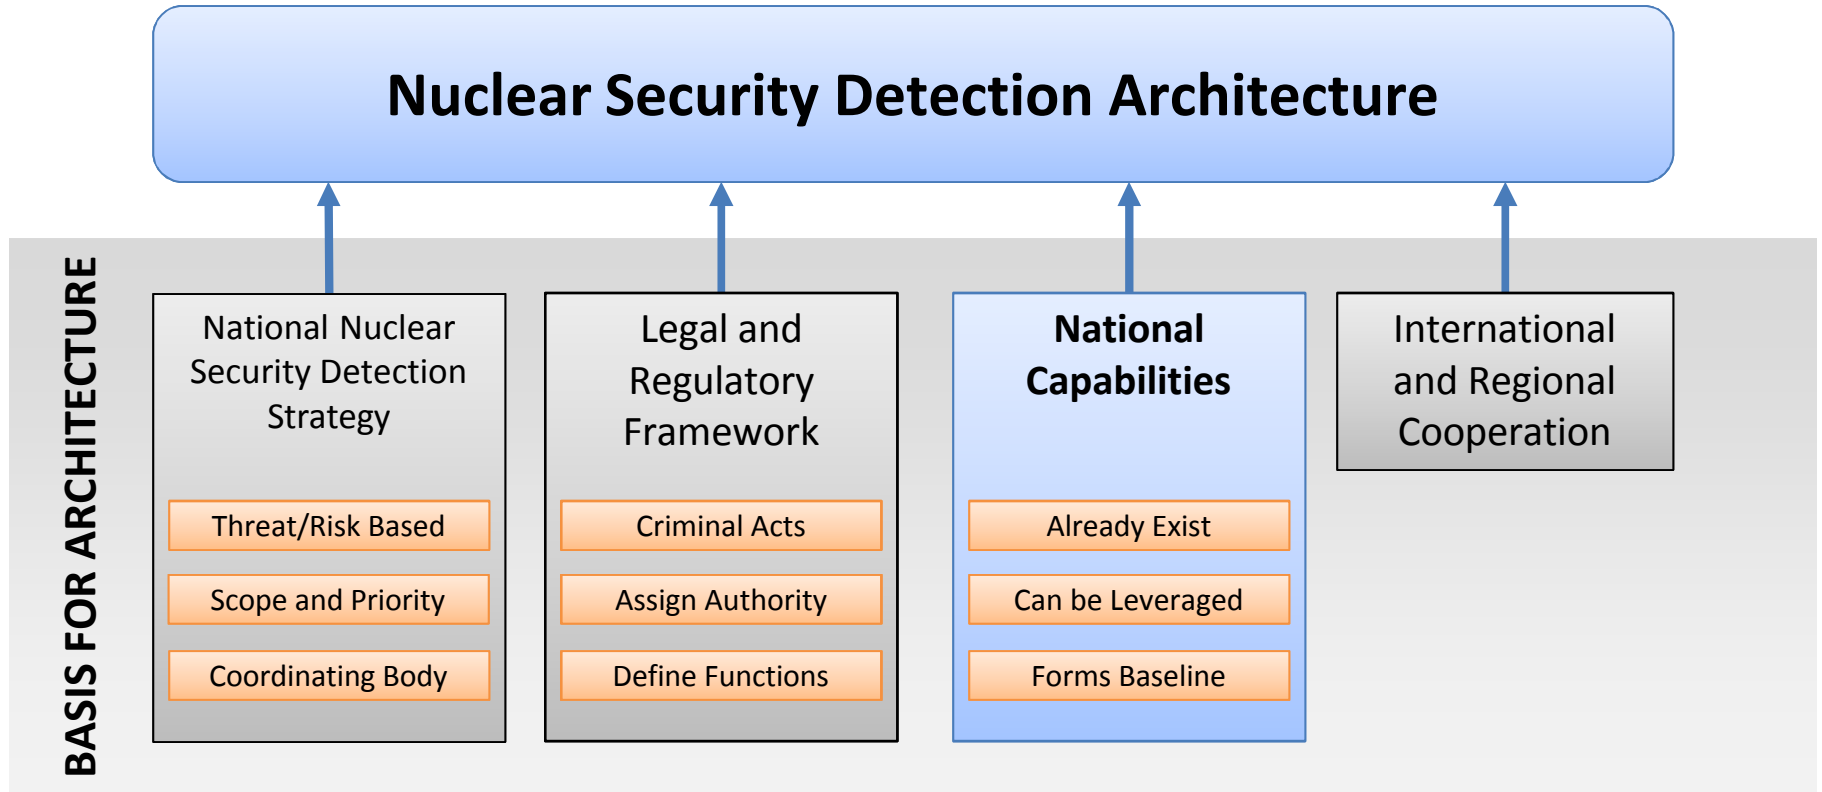 Nuclear Security Detection Architecture
BASIS FOR ARCHITECTURE
National Nuclear
Security Detection
Strategy
Threat/Risk Based
Scope and Priority
Coordinating Body
Legal and
Regulatory
Framework
Criminal Acts
Assign Authority
Define Functions
National
Capabilities
Already Exist
Can be Leveraged
Forms Baseline
International
and Regional
Cooperation